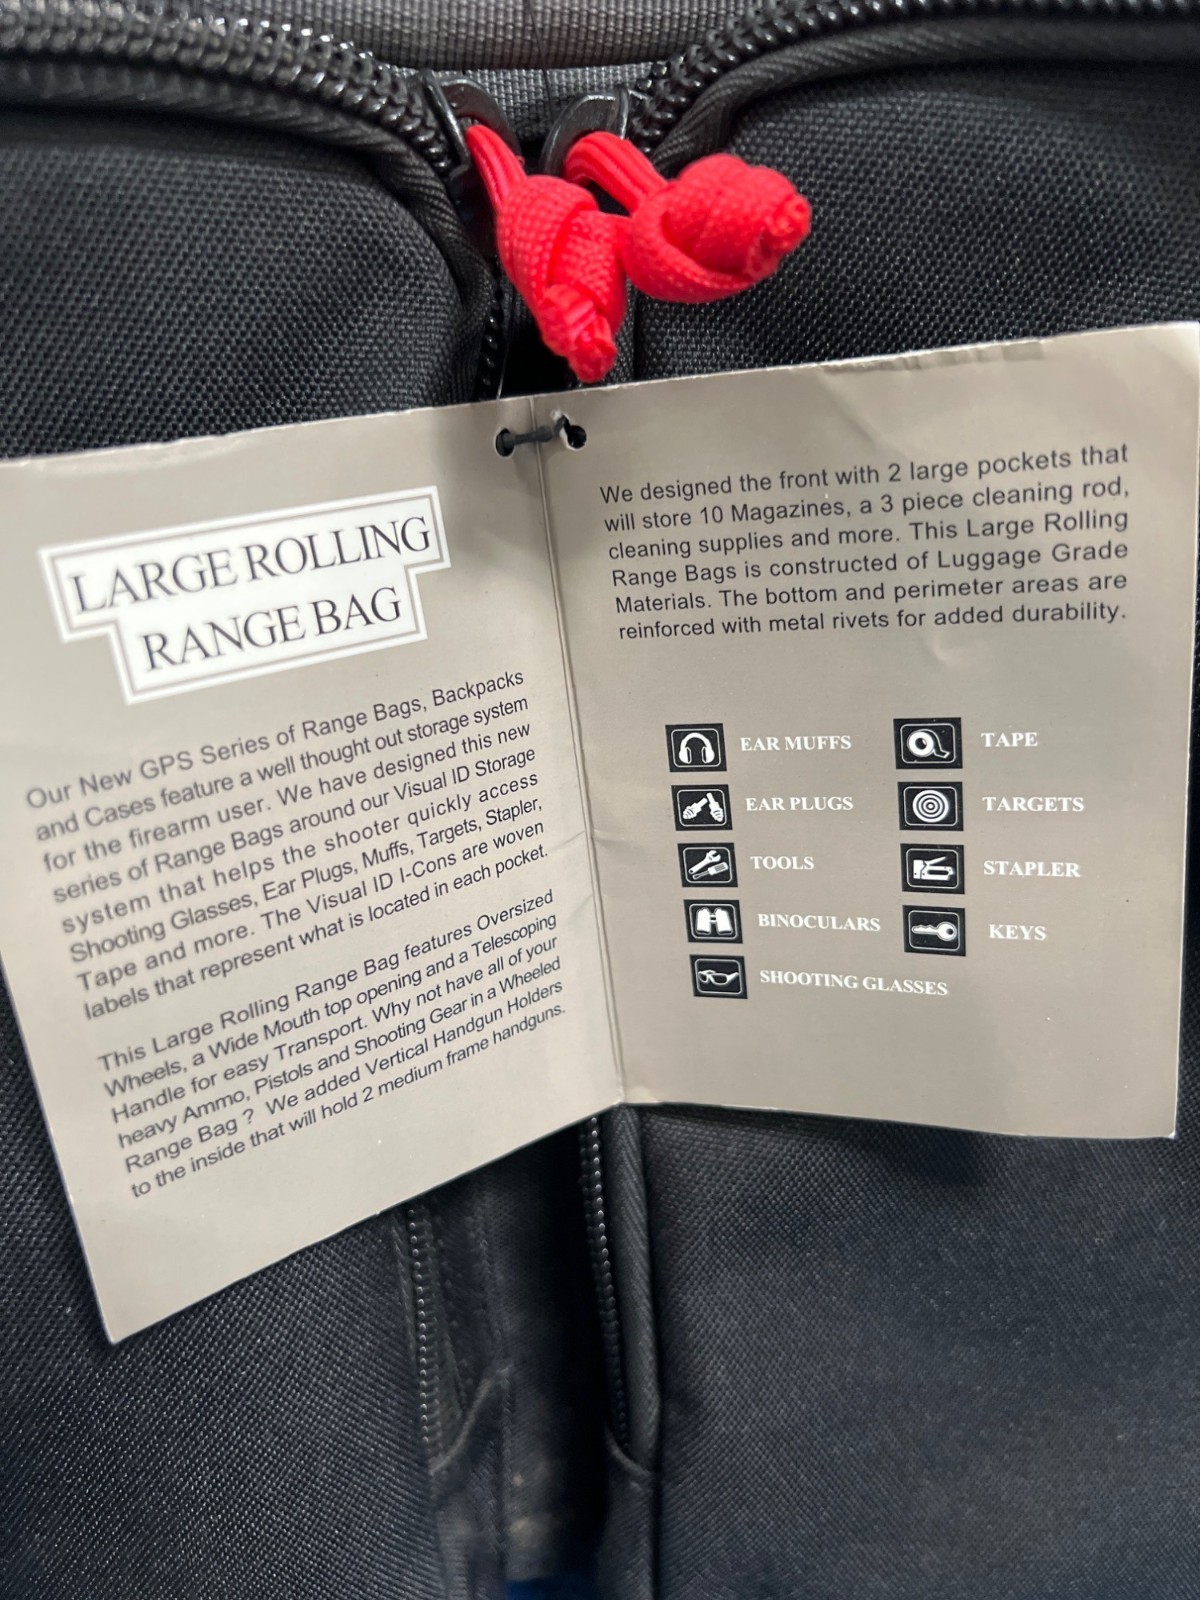 LARGE ROLLING
RANGE BAG
Our New GPS Series of Range Bags, Backpacks
and Cases feature a well thought out storage system
for the firearm user. We have designed this new
series of Range Bags around our Visual ID Storage
system that helps the shooter quickly access
Shooting Glasses, Ear Plugs, Muffs, Targets, Stapler,
Tape and more. The Visual ID I-Cons are woven
labels that represent what is located in each pocket.
This Large Rolling Range Bag features Oversized
Wheels, a Wide Mouth top opening and a Telescoping
Handle for easy Transport. Why not have all of your
heavy Ammo, Pistols and Shooting Gear in a Wheeled
Range Bag ? We added Vertical Handgun Holders
to the inside that will hold 2 medium frame handguns.
We designed the front with 2 large pockets that
will store 10 Magazines, a 3 piece cleaning rod,
cleaning supplies and more. This Large Rolling
Range Bags is constructed of Luggage Grade
Materials. The bottom and perimeter areas are
reinforced with metal rivets for added durability.
EAR MUFFS
EAR PLUGS
TOOLS
BINOCULARS
SHOOTING GLASSES
TAPE
TARGETS
STAPLER
KEYS